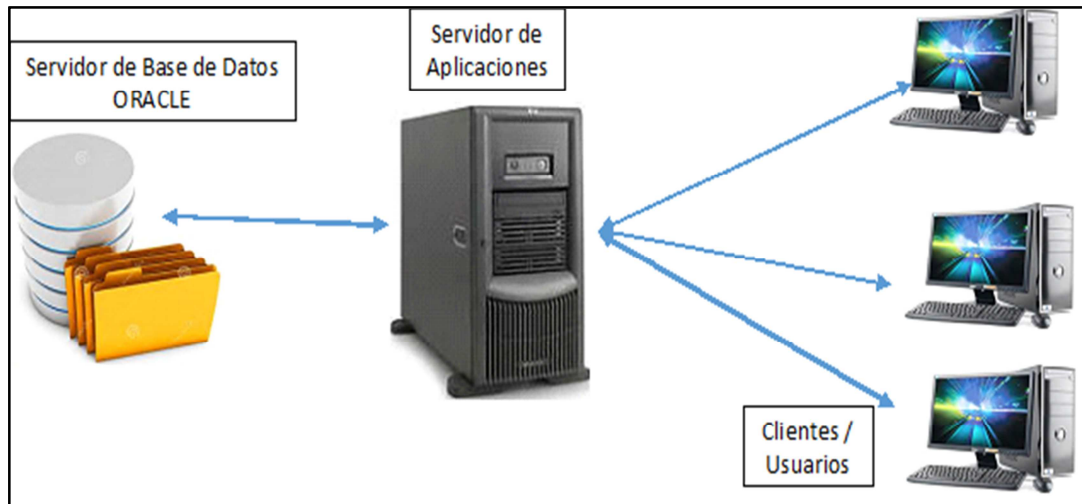 Servidor de Base de Datos
ORACLE
Servidor de
Aplicaciones
Clientes /
Usuarios